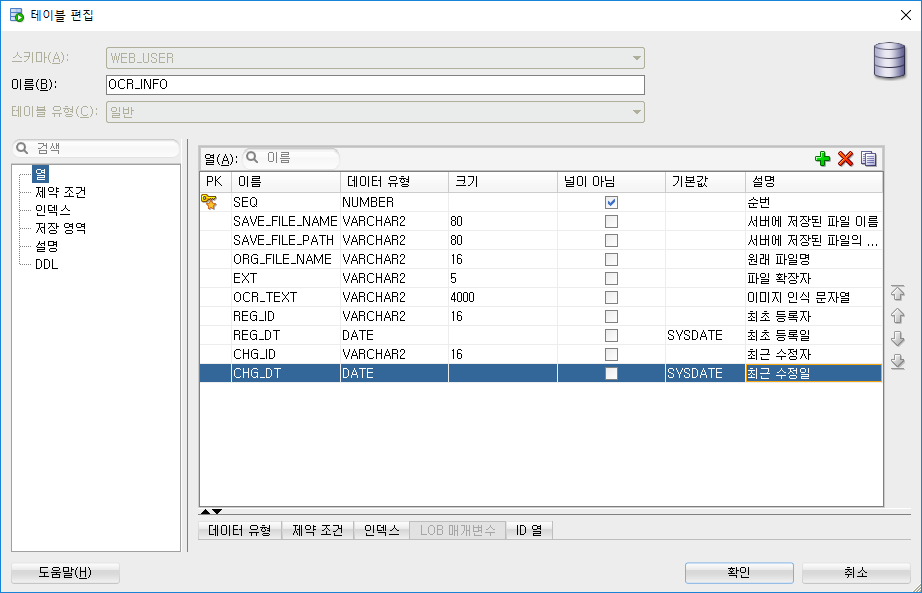 테이블 편집
스키마(A): WEB_USER
이름(B): OCR_INFO
테이블 유형(C): 일반
검색
열
제약 조건
인덱스
저장 영역
설명
DDL
열(A): 이름
PK 이름 데이터 유형 크기 널이 아님 기본값 설명
SEQ NUMBER 순번
SAVE_FILE_NAME VARCHAR2 80 서버에 저장된 파일 이름
SAVE_FILE_PATH VARCHAR2 80 서버에 저장된 파일의 ...
ORG_FILE_NAME VARCHAR2 16 원래 파일명
EXT VARCHAR2 5 파일 확장자
OCR_TEXT VARCHAR2 4000 이미지 인식 문자열
REG_ID VARCHAR2 16 최초 등록자
REG_DT DATE SYSDATE 최초 등록일
CHG_ID VARCHAR2 16 최근 수정자
CHG_DT DATE SYSDATE 최근 수정일
데이터 유형 제약 조건 인덱스 LOB 매개변수 ID 열
도움말(H) 확인 취소